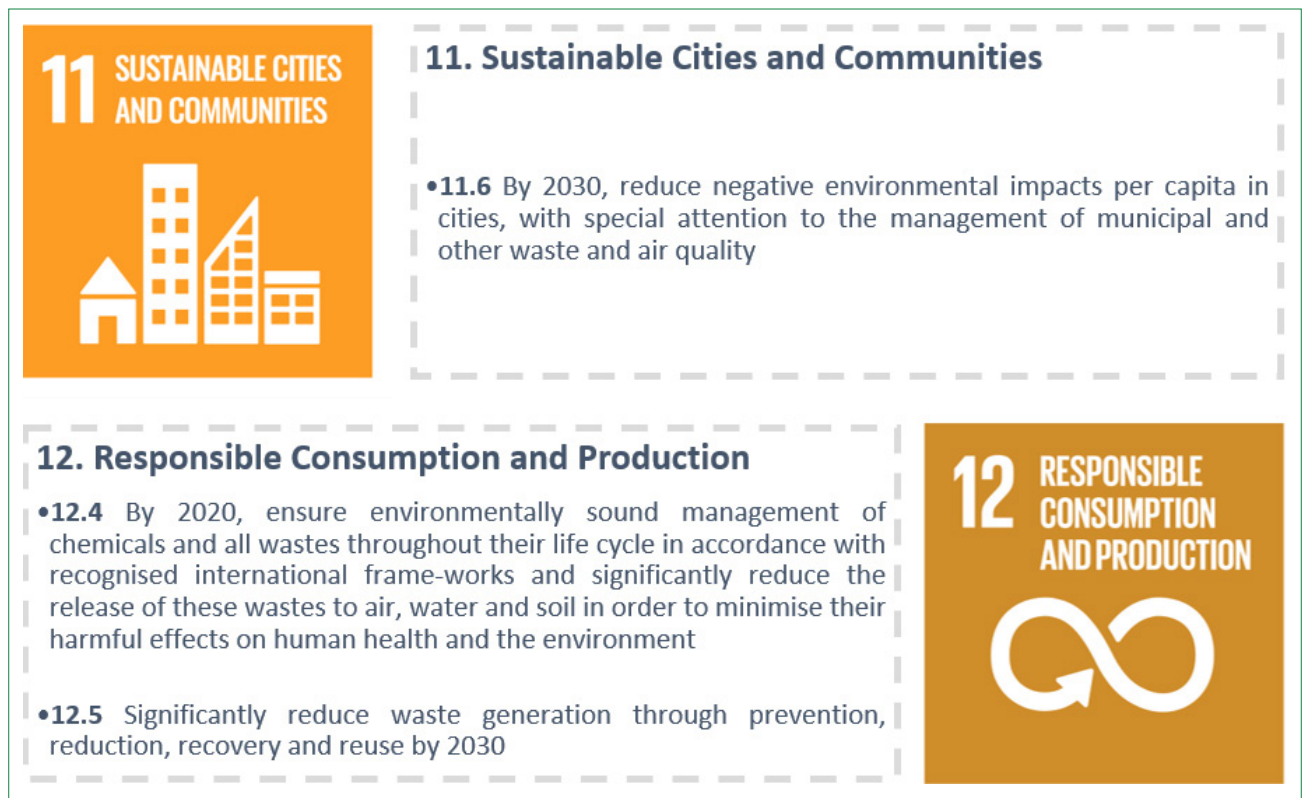 11 SUSTAINABLE CITIES
AND COMMUNITIES
11. Sustainable Cities and Communities
•11.6 By 2030, reduce negative environmental impacts per capita in
cities, with special attention to the management of municipal and
other waste and air quality
12. Responsible Consumption and Production
•12.4 By 2020, ensure environmentally sound management of
chemicals and all wastes throughout their life cycle in accordance with
recognised international frame-works and significantly reduce the
release of these wastes to air, water and soil in order to minimise their
harmful effects on human health and the environment
•12.5 Significantly reduce waste generation through prevention,
reduction, recovery and reuse by 2030
12 RESPONSIBLE
CONSUMPTION
AND PRODUCTION